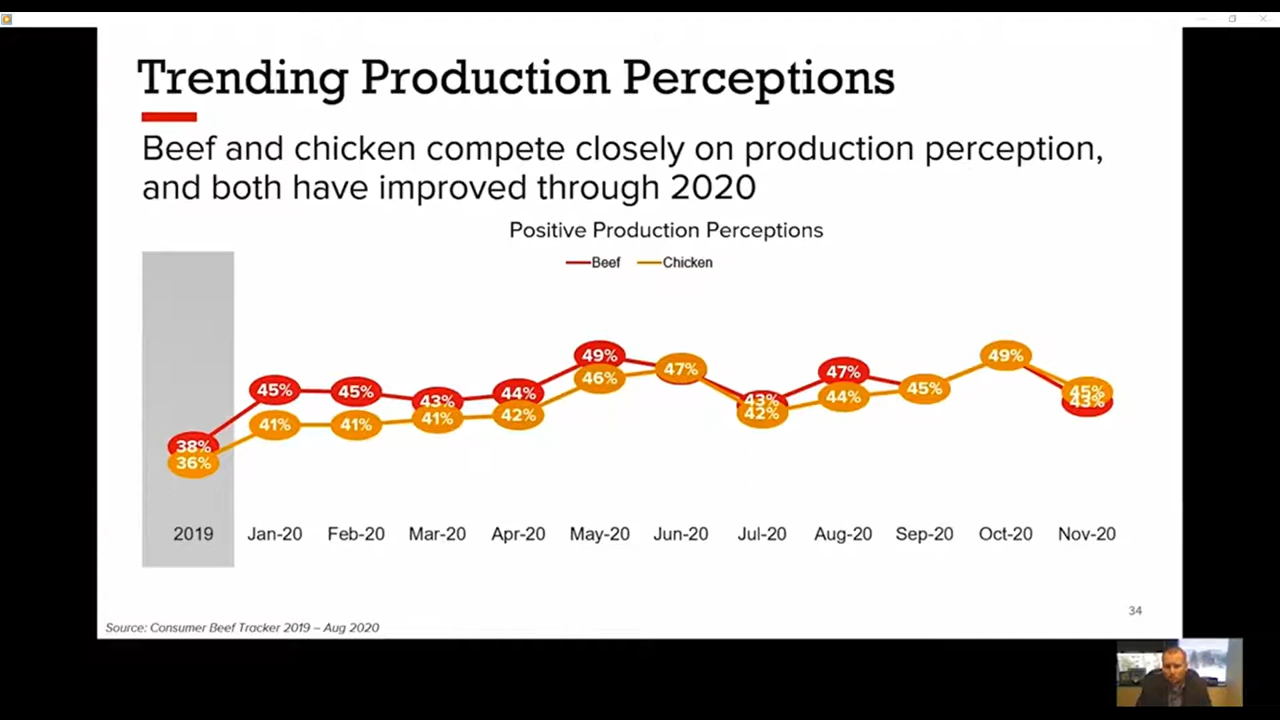 Trending Production Perceptions
Beef and chicken compete closely on production perception,
and both have improved through 2020
Positive Production Perceptions
Beef Chicken
49% 49%
45% 45% 43% 44% 46% 47% 43% 47% 45% 45%
38% 41% 41% 41% 42% 42% 44% 43%
36%
2019 Jan-20 Feb-20 Mar-20 Apr-20 May-20 Jun-20 Jul-20 Aug-20 Sep-20 Oct-20 Nov-20
34
Source: Consumer Beef Tracker 2019 – Aug 2020